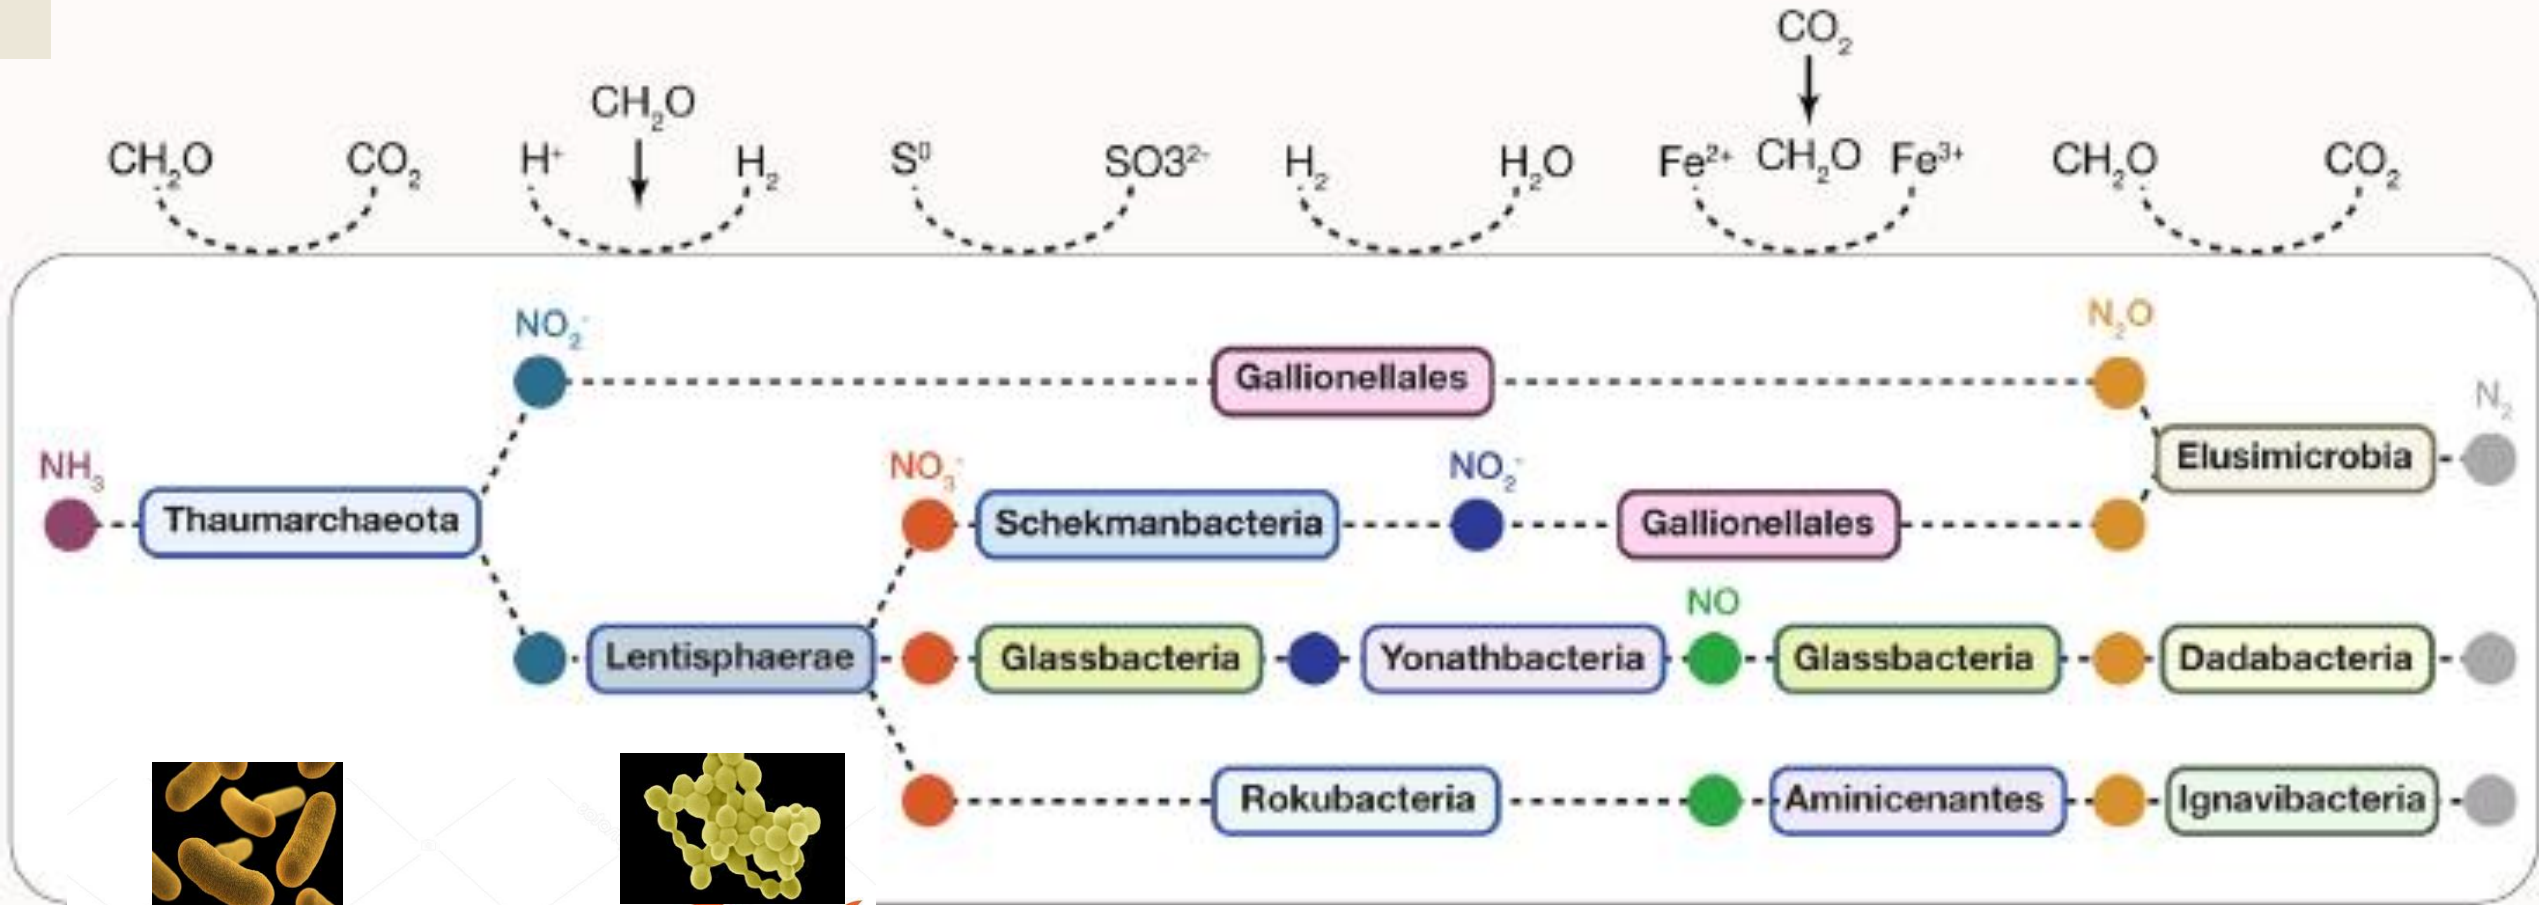 CO₂
CH₂O
CH₂O CO₂ H⁺ H₂ S⁰ SO3²⁻ H₂ H₂O Fe²⁺ CH₂O Fe³⁺ CH₂O CO₂
NO₂⁻ N₂O
Gallionellales
N₂
NH₃ NO₃⁻ NO₂⁻ Elusimicrobia
Thaumarchaeota Schekmanbacteria Gallionellales
NO
Lentisphaerae Glassbacteria Yonathbacteria Glassbacteria Dadabacteria
Rokubacteria Aminicenantes Ignavibacteria